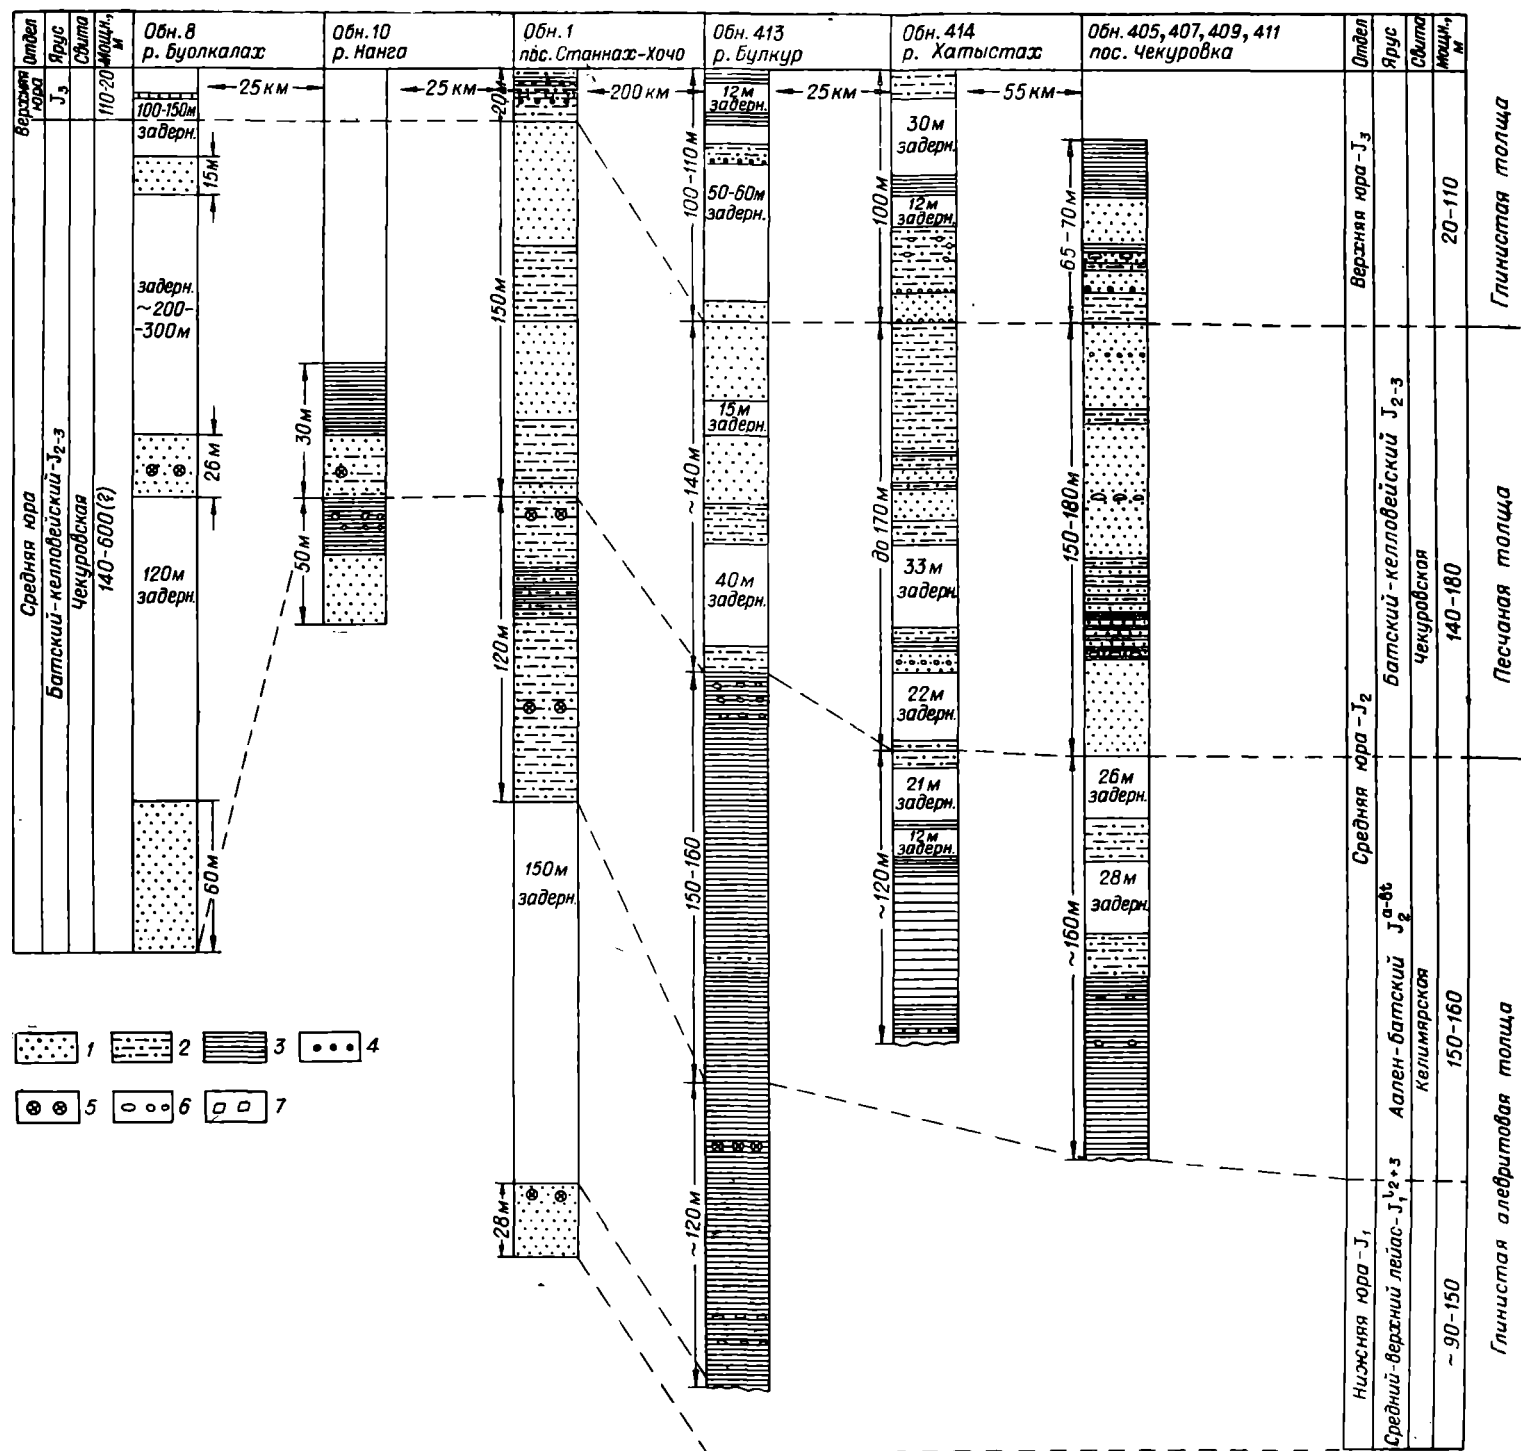 Отдел
Ярус
Свита
Мощн., м
Обн. 8
р. Буолкалах
Обн. 10
р. Нанга
Обн. 1
пос. Станнах-Хочо
Обн. 413
р. Булкур
Обн. 414
р. Хатыстах
Обн. 405, 407, 409, 411
пос. Чекуровка
Отдел
Ярус
Свита
Мощн., м
25 км
25 км
200 км
25 км
55 км
Верхняя юра
J3
110-20
Средняя юра
Батский-келловейский-J2-3
Чекуровская
140-600(?)
100-150м
задерн.
15м
задерн.
~200-
-300м
26 м
120м
задерн.
60м
30м
50м
20м
150м
120м
150м
задерн.
28м
12м
задерн.
100-110м
50-60м
задерн.
15м
задерн.
~140м
40м
задерн.
150-160
~120м
30м
задерн.
100м
12м
задерн.
до 170м
33м
задерн.
22м
задерн.
21м
задерн.
12м
задерн.
~120м
65-70м
150-180м
26м
задерн.
28м
задерн.
~160м
Верхняя юра-J3
20-10
Глинистая толща
Средняя юра-J2
Батский-келловейский J2-3
Чекуровская
140-180
Песчаная толща
Аален-батский J2 a-bt
Келимярская
150-160
Нижняя юра-J1
Средний-верхний лейас-J1 l2+3
~90-150
Глинистая алевритовая толща
1
2
3
4
5
6
7